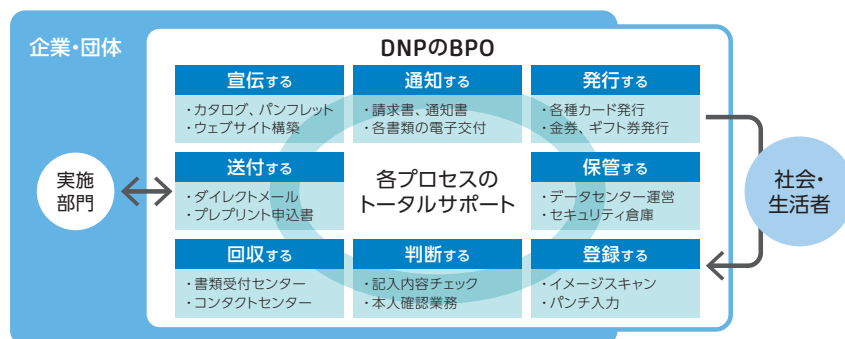 企業・団体
DNPのBPO
宣伝する
・カタログ、パンフレット
・ウェブサイト構築
通知する
・請求書、通知書
・各書類の電子交付
発行する
・各種カード発行
・金券、ギフト券発行
実施
部門
送付する
・ダイレクトメール
・プレプリント申込書
各プロセスの
トータルサポート
保管する
・データセンター運営
・セキュリティ倉庫
社会・
生活者
回収する
・書類受付センター
・コンタクトセンター
判断する
・記入内容チェック
・本人確認業務
登録する
・イメージスキャン
・パンチ入力